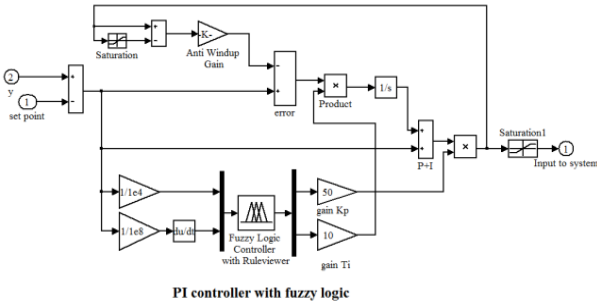 +
-
Saturation
-K-
Anti Windup
Gain
2
y
1
set point
+
-
-
+
error
×
Product
1/s
+
+
P+I
×
Saturation1
1
Input to system
1/1e4
1/1e8
du/dt
Fuzzy Logic
Controller
with Ruleviewer
50
gain Kp
10
gain Ti
PI controller with fuzzy logic